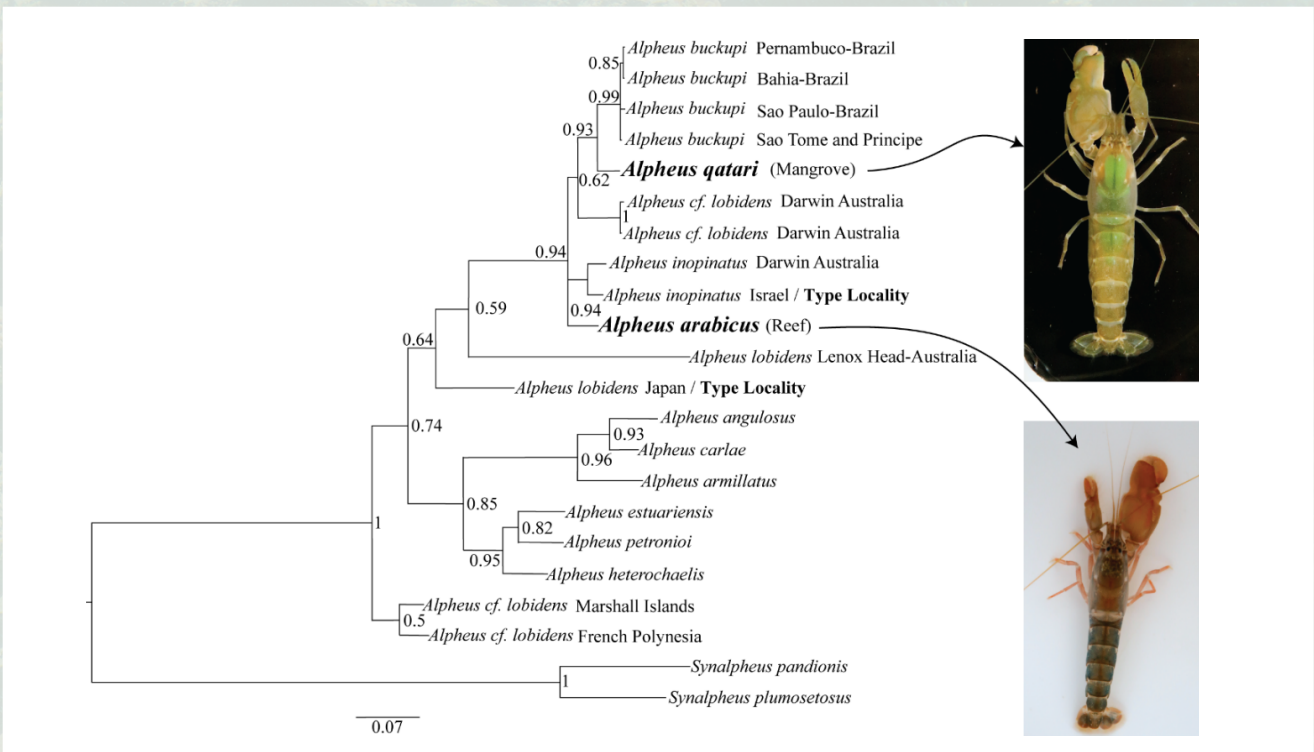 Alpheus buckupi Pernambuco-Brazil
0.85
Alpheus buckupi Bahia-Brazil
0.99
Alpheus buckupi Sao Paulo-Brazil
0.93
Alpheus buckupi Sao Tome and Principe
Alpheus qatari (Mangrove)
0.62
Alpheus cf. lobidens Darwin Australia
1
Alpheus cf. lobidens Darwin Australia
0.94
Alpheus inopinatus Darwin Australia
Alpheus inopinatus Israel / Type Locality
0.94
0.59
Alpheus arabicus (Reef)
0.64
Alpheus lobidens Lenox Head-Australia
Alpheus lobidens Japan / Type Locality
0.74
Alpheus angulosus
0.93
Alpheus carlae
0.96
Alpheus armillatus
0.85
Alpheus estuariensis
0.82
1
Alpheus petronioi
0.95
Alpheus heterochaelis
Alpheus cf. lobidens Marshall Islands
0.5
Alpheus cf. lobidens French Polynesia
Synalpheus pandionis
1
Synalpheus plumosetosus
0.07